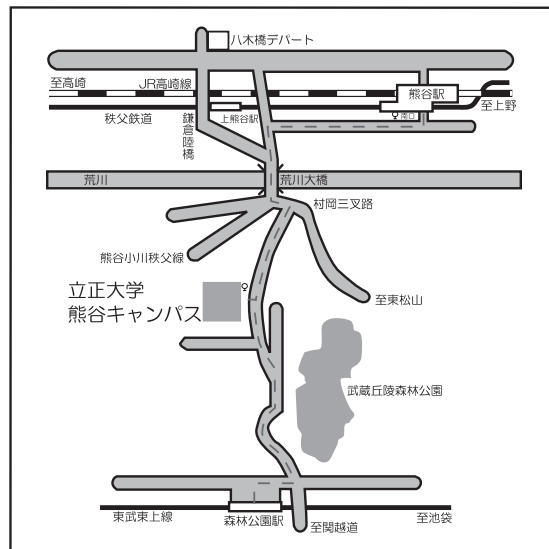 八木橋デパート
至高崎
JR高崎線
熊谷駅
至上野
秩父鉄道
鎌倉陸橋
上熊谷駅
南口
荒川
荒川大橋
村岡三叉路
熊谷小川秩父線
立正大学
熊谷キャンパス
至東松山
武蔵丘陵森林公園
東武東上線
森林公園駅
至関越道
至池袋